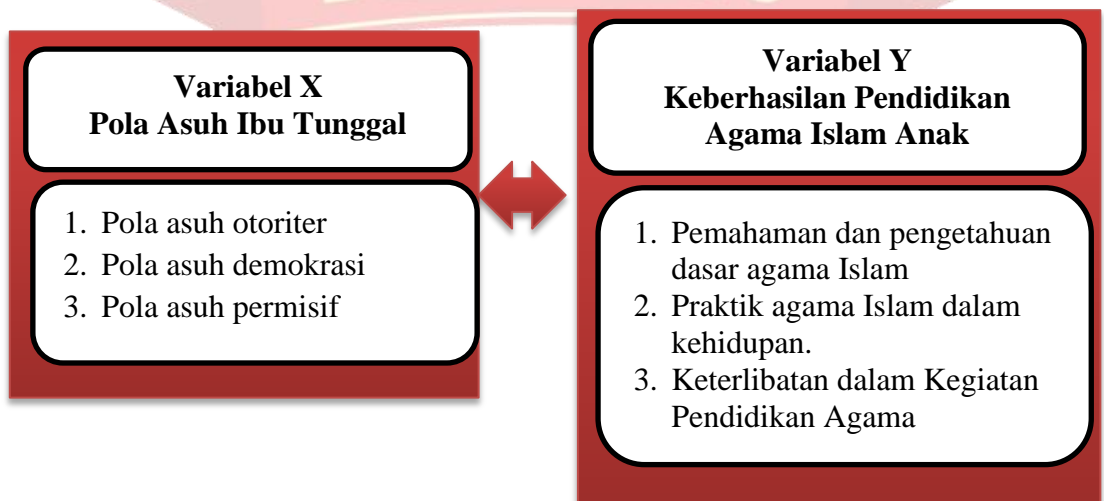 Variabel X
Pola Asuh Ibu Tunggal
1. Pola asuh otoriter
2. Pola asuh demokrasi
3. Pola asuh permisif
Variabel Y
Keberhasilan Pendidikan
Agama Islam Anak
1. Pemahaman dan pengetahuan
dasar agama Islam
2. Praktik agama Islam dalam
kehidupan.
3. Keterlibatan dalam Kegiatan
Pendidikan Agama